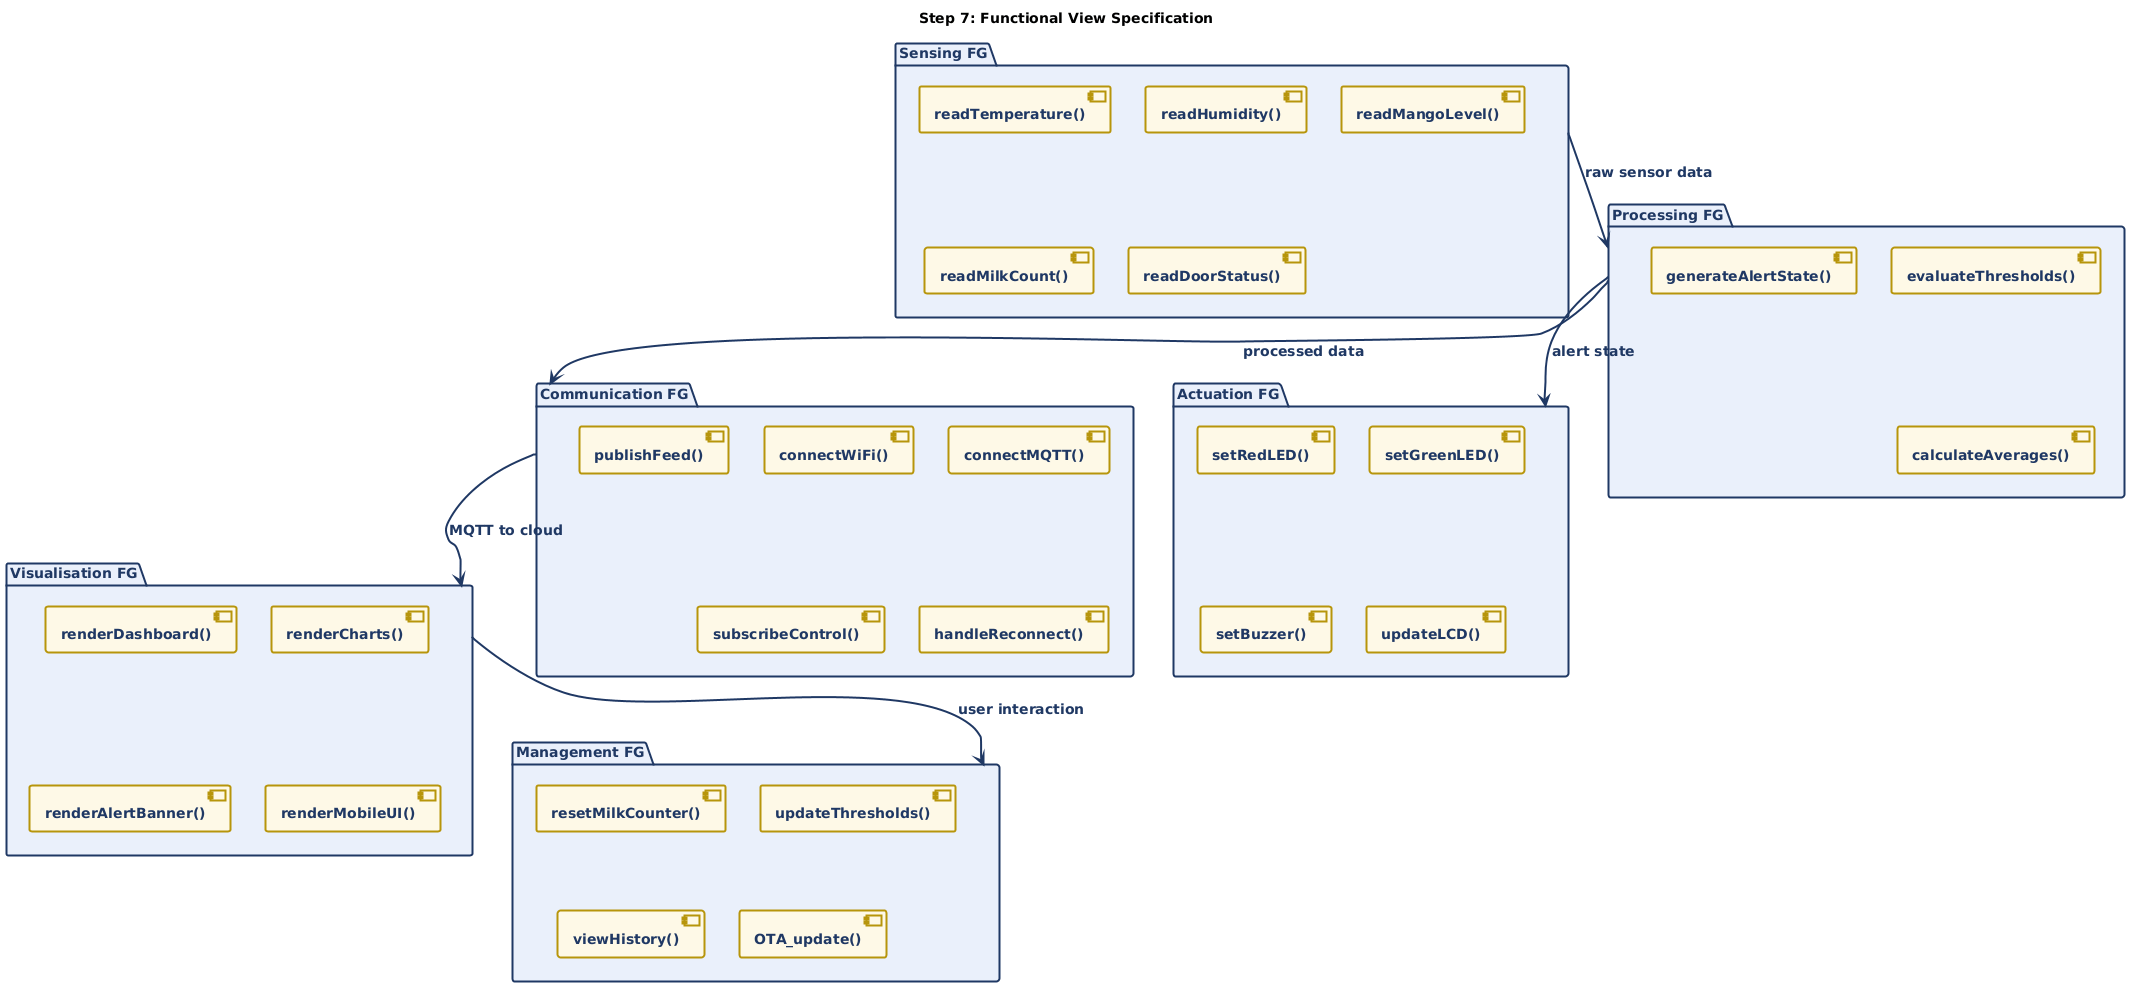 Step 7: Functional View Specification
Sensing FG
readTemperature()
readHumidity()
readMangoLevel()
readMilkCount()
readDoorStatus()
raw sensor data
Processing FG
generateAlertState()
evaluateThresholds()
calculateAverages()
processed data
alert state
Communication FG
publishFeed()
connectWiFi()
connectMQTT()
subscribeControl()
handleReconnect()
Actuation FG
setRedLED()
setGreenLED()
setBuzzer()
updateLCD()
MQTT to cloud
Visualisation FG
renderDashboard()
renderCharts()
renderAlertBanner()
renderMobileUI()
user interaction
Management FG
resetMilkCounter()
updateThresholds()
viewHistory()
OTA_update()